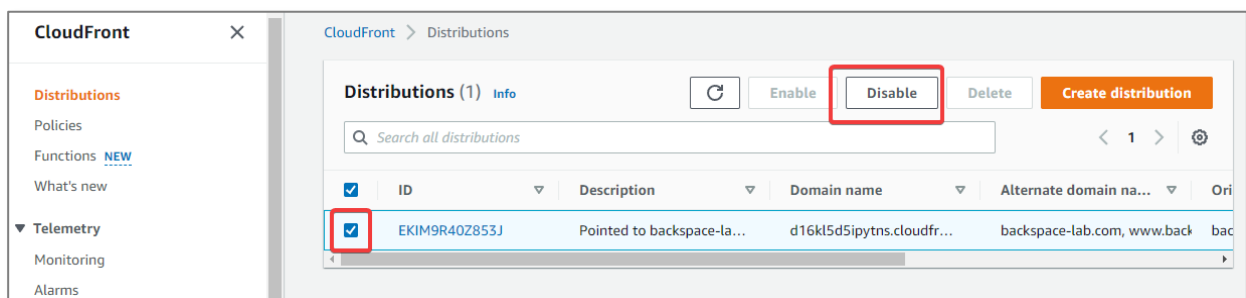 CloudFront
Distributions
Policies
Functions NEW
What's new
Telemetry
Monitoring
Alarms
CloudFront > Distributions
Distributions (1) Info
Enable
Disable
Delete
Create distribution
Search all distributions
1
ID
Description
Domain name
Alternate domain na...
Ori
EKIM9R40Z853J
Pointed to backspace-la...
d16kl5d5ipytns.cloudfr...
backspace-lab.com, www.back
bac